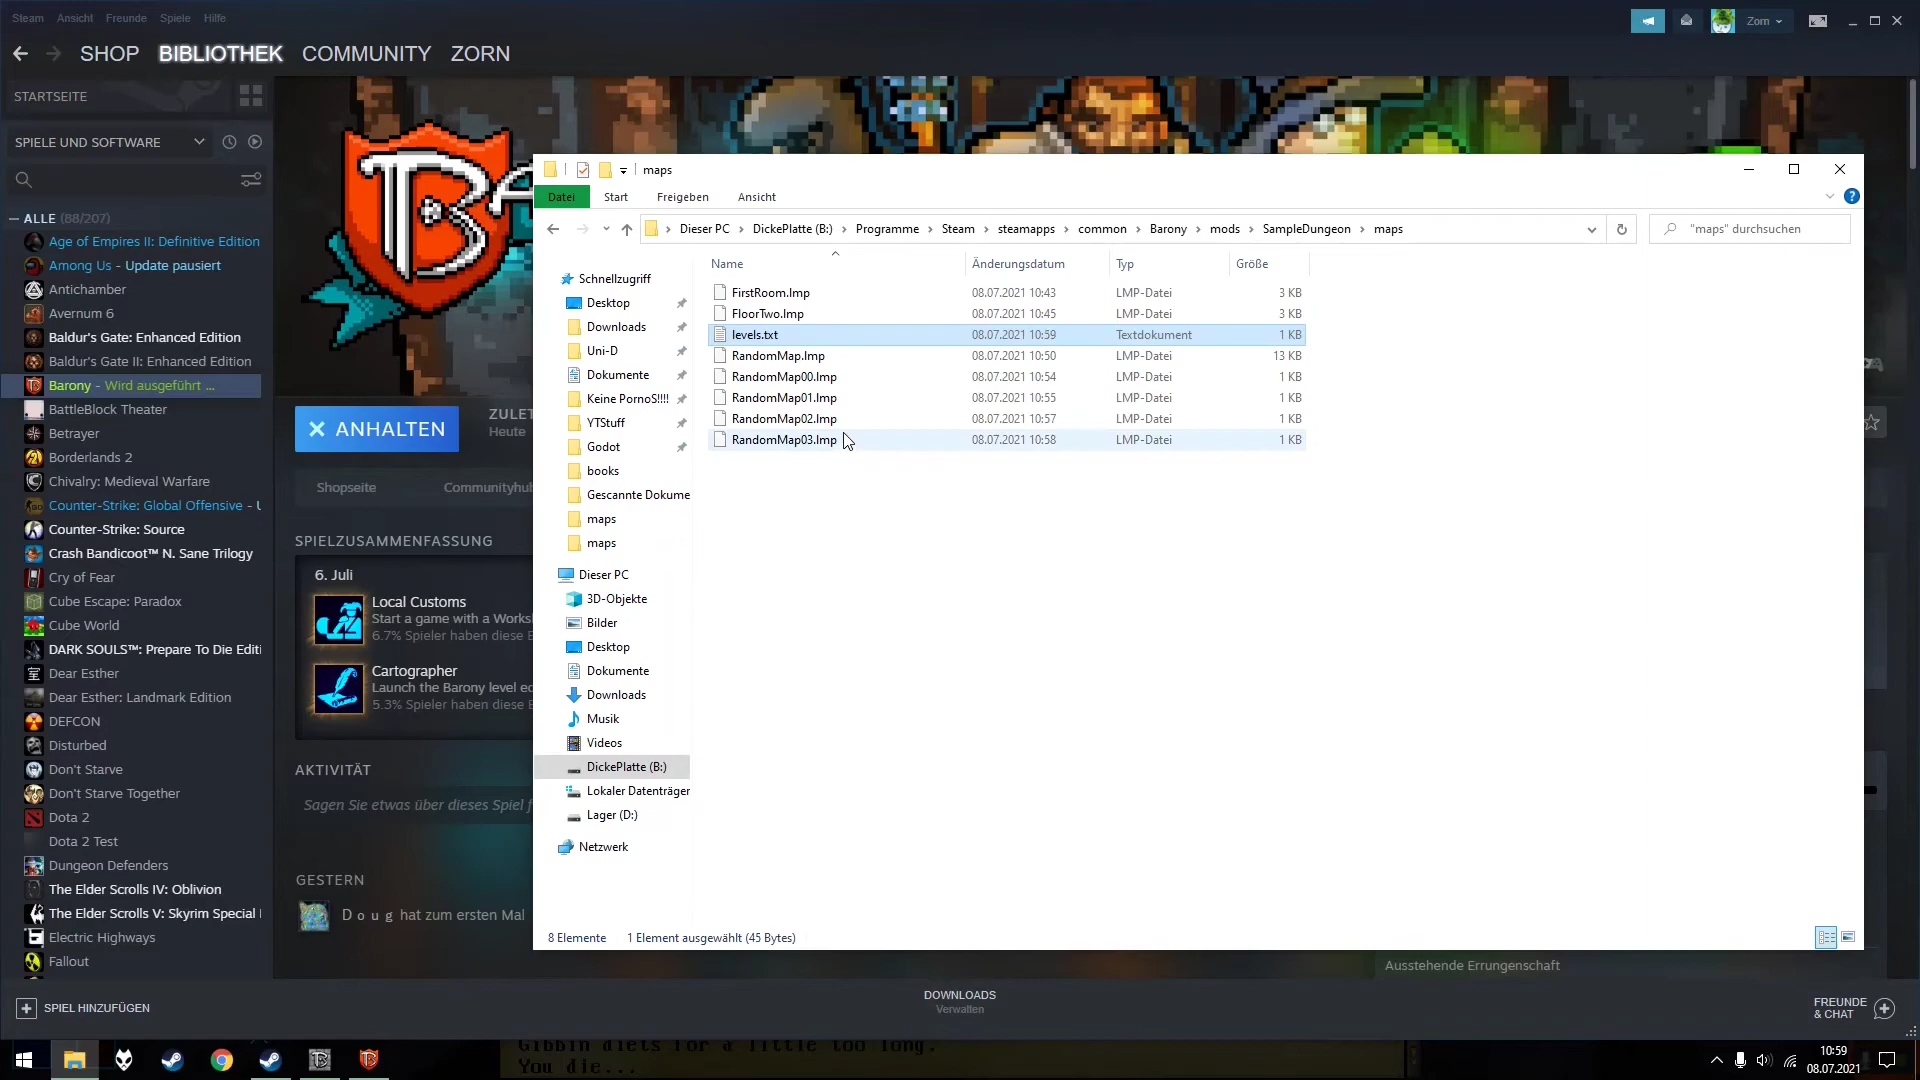 Steam Ansicht Freunde Spiele Hilfe
Zorn
SHOP BIBLIOTHEK COMMUNITY ZORN
STARTSEITE
SPIELE UND SOFTWARE
ALLE (88/207)
Age of Empires II: Definitive Edition
Among Us - Update pausiert
Antichamber
Avernum 6
Baldur's Gate: Enhanced Edition
Baldur's Gate II: Enhanced Edition
Barony - Wird ausgeführt ...
BattleBlock Theater
Betrayer
Borderlands 2
Chivalry: Medieval Warfare
Counter-Strike: Global Offensive - U
Counter-Strike: Source
Crash Bandicoot™ N. Sane Trilogy
Cry of Fear
Cube Escape: Paradox
Cube World
DARK SOULS™: Prepare To Die Editi
Dear Esther
Dear Esther: Landmark Edition
DEFCON
Disturbed
Don't Starve
Don't Starve Together
Dota 2
Dota 2 Test
Dungeon Defenders
The Elder Scrolls IV: Oblivion
The Elder Scrolls V: Skyrim Special
Electric Highways
Fallout
SPIEL HINZUFÜGEN
ANHALTEN
ZULET
Heute
Shopseite Communityhub
SPIELZUSAMMENFASSUNG
6. Juli
Local Customs
Start a game with a Works
6.7% Spieler haben diese E
Cartographer
Launch the Barony level ec
5.3% Spieler haben diese E
AKTIVITÄT
Sagen Sie etwas über dieses Spiel f
GESTERN
D o u g hat zum ersten Mal
maps
Datei Start Freigeben Ansicht
Dieser PC DickePlatte (B:) Programme Steam steamapps common Barony mods SampleDungeon maps
"maps" durchsuchen
Schnellzugriff
Desktop
Downloads
Uni-D
Dokumente
Keine PornoS!!!!
YTStuff
Godot
books
Gescannte Dokume
maps
maps
Dieser PC
3D-Objekte
Bilder
Desktop
Dokumente
Downloads
Musik
Videos
DickePlatte (B:)
Lokaler Datenträger
Lager (D:)
Netzwerk
Name Änderungsdatum Typ Größe
FirstRoom.lmp 08.07.2021 10:43 LMP-Datei 3 KB
FloorTwo.lmp 08.07.2021 10:45 LMP-Datei 3 KB
levels.txt 08.07.2021 10:59 Textdokument 1 KB
RandomMap.lmp 08.07.2021 10:50 LMP-Datei 13 KB
RandomMap00.lmp 08.07.2021 10:54 LMP-Datei 1 KB
RandomMap01.lmp 08.07.2021 10:55 LMP-Datei 1 KB
RandomMap02.lmp 08.07.2021 10:57 LMP-Datei 1 KB
RandomMap03.lmp 08.07.2021 10:58 LMP-Datei 1 KB
8 Elemente 1 Element ausgewählt (45 Bytes)
Ausstehende Errungenschaft
DOWNLOADS
Verwalten
FREUNDE
& CHAT
Gibbin diets for a little too long.
You die...
10:59
08.07.2021